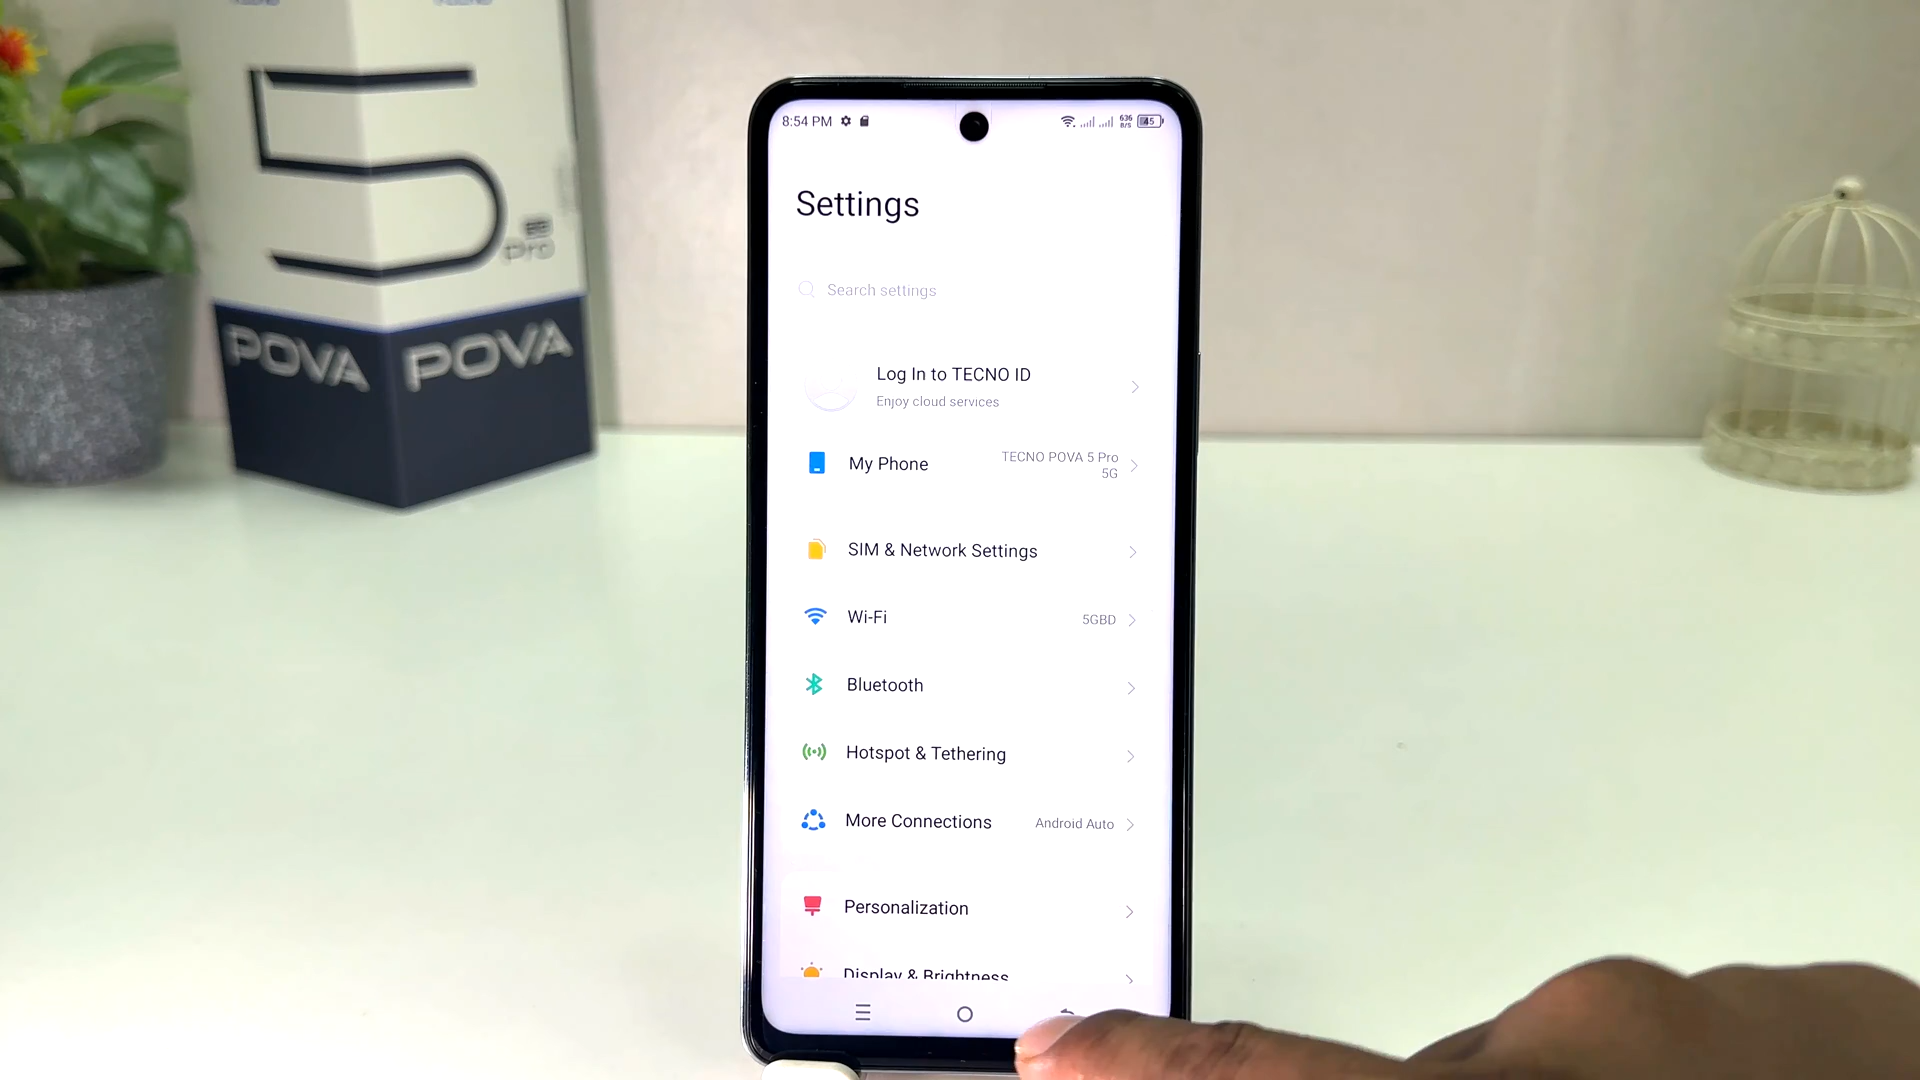 5
Pro
POVA POVA
8:54 PM
636
B/S
45
Settings
Search settings
Log In to TECNO ID
Enjoy cloud services
My Phone
TECNO POVA 5 Pro
5G
SIM & Network Settings
Wi-Fi
5GBD
Bluetooth
Hotspot & Tethering
More Connections
Android Auto
Personalization
Display & Brightness